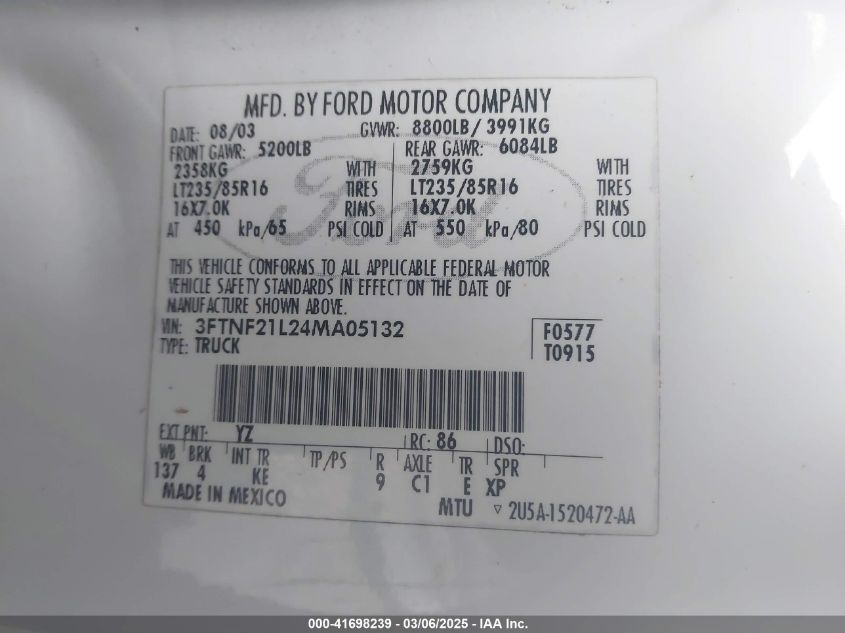 MFD. BY FORD MOTOR COMPANY
DATE: 08/03 GVWR: 8800LB/ 3991KG
FRONT GAWR: 5200LB REAR GAWR: 6084LB
2358KG WITH 2759KG WITH
LT235/85R16 TIRES LT235/85R16 TIRES
16X7.0K RIMS 16X7.0K RIMS
AT 450 kPa/65 PSI COLD AT 550 kPa/80 PSI COLD
Ford
THIS VEHICLE CONFORMS TO ALL APPLICABLE FEDERAL MOTOR
VEHICLE SAFETY STANDARDS IN EFFECT ON THE DATE OF
MANUFACTURE SHOWN ABOVE.
VIN: 3FTNF21L24MA05132 F0577
TYPE: TRUCK T0915
EXT PNT: YZ RC: 86 DSO:
WB BRK INT TR TP/PS R AXLE TR SPR
137 4 KE 9 C1 E XP
MADE IN MEXICO MTU ▽ 2U5A-1520472-AA
000-41698239 - 03/06/2025 - IAA Inc.